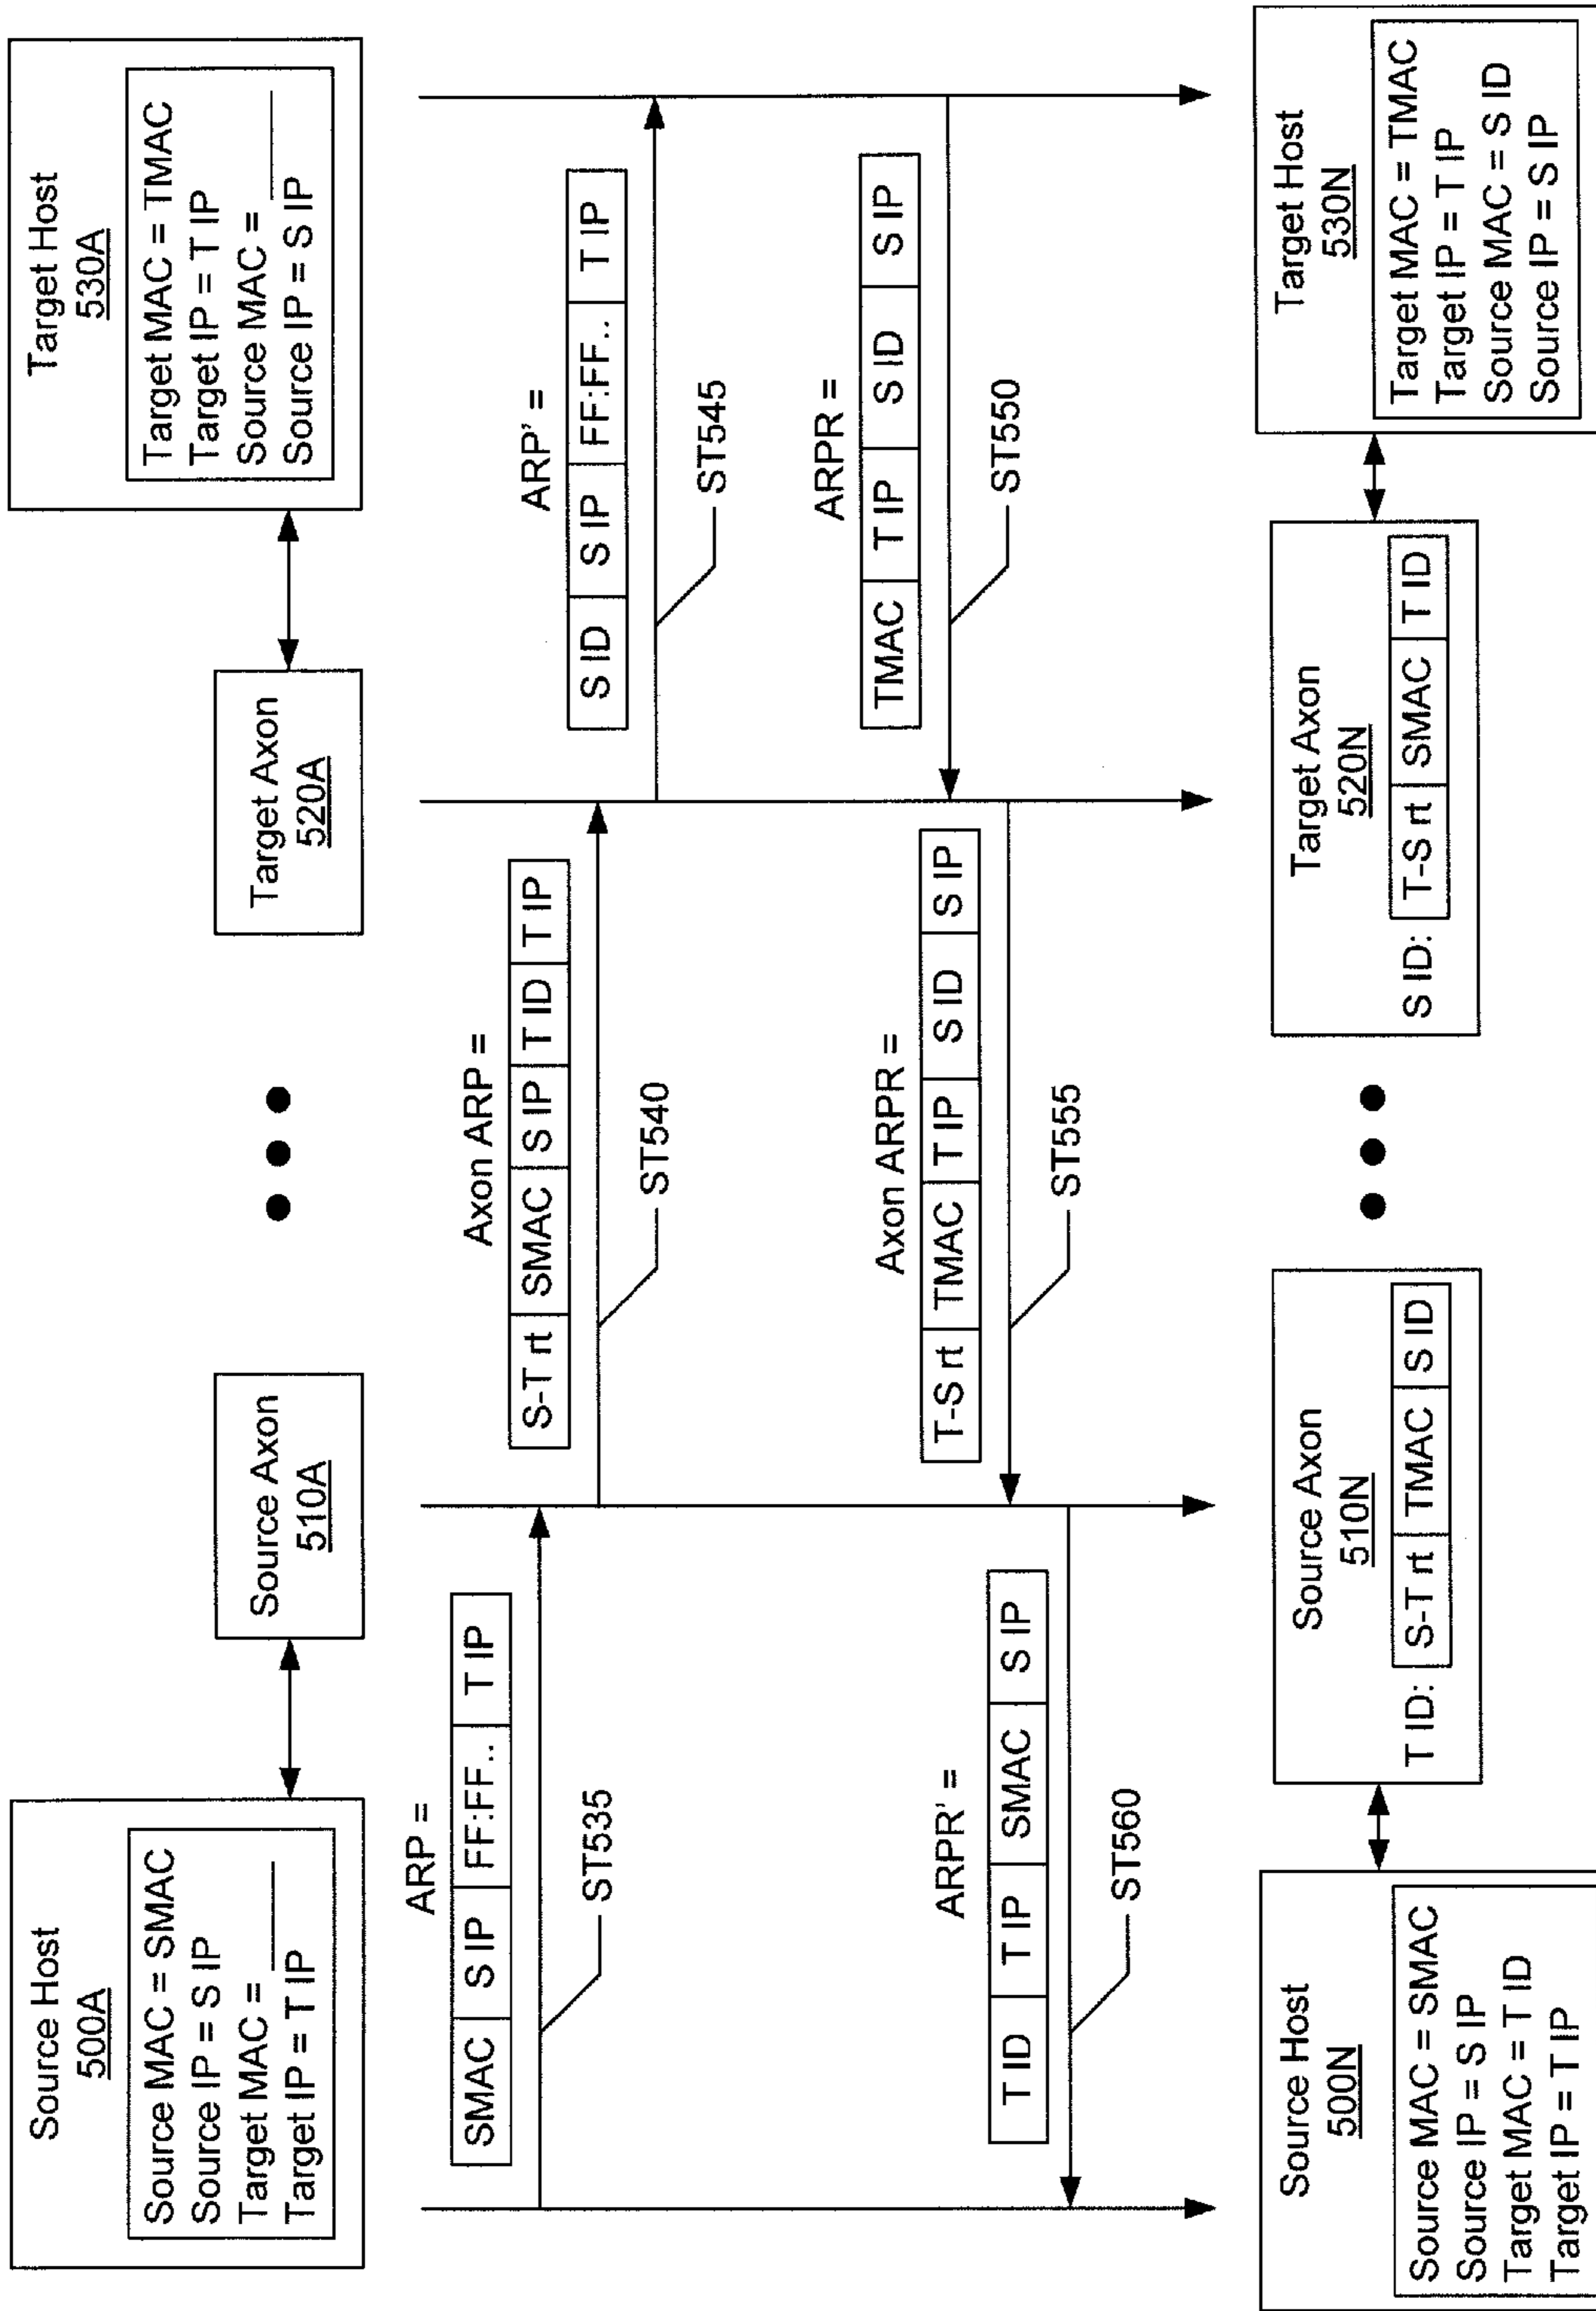 Source Host
500A
Source MAC = SMAC
Source IP = S IP
Target MAC = ____
Target IP = T IP
Source Axon
510A
Target Axon
520A
Target Host
530A
Target MAC = TMAC
Target IP = T IP
Source MAC = ____
Source IP = S IP
ARP =
SMAC S IP FF:FF.. T IP
ST535
Axon ARP =
S-T rt SMAC S IP T ID T IP
ST540
ARP' =
S ID S IP FF:FF.. T IP
ST545
ARPR =
TMAC T IP S ID S IP
ST550
Axon ARPR =
T-S rt TMAC T IP S ID S IP
ST555
ARPR' =
T ID T IP SMAC S IP
ST560
Source Host
500N
Source MAC = SMAC
Source IP = S IP
Target MAC = T ID
Target IP = T IP
Source Axon
510N
T ID: S-T rt TMAC S ID
Target Axon
520N
S ID: T-S rt SMAC T ID
Target Host
530N
Target MAC = TMAC
Target IP = T IP
Source MAC = S ID
Source IP = S IP